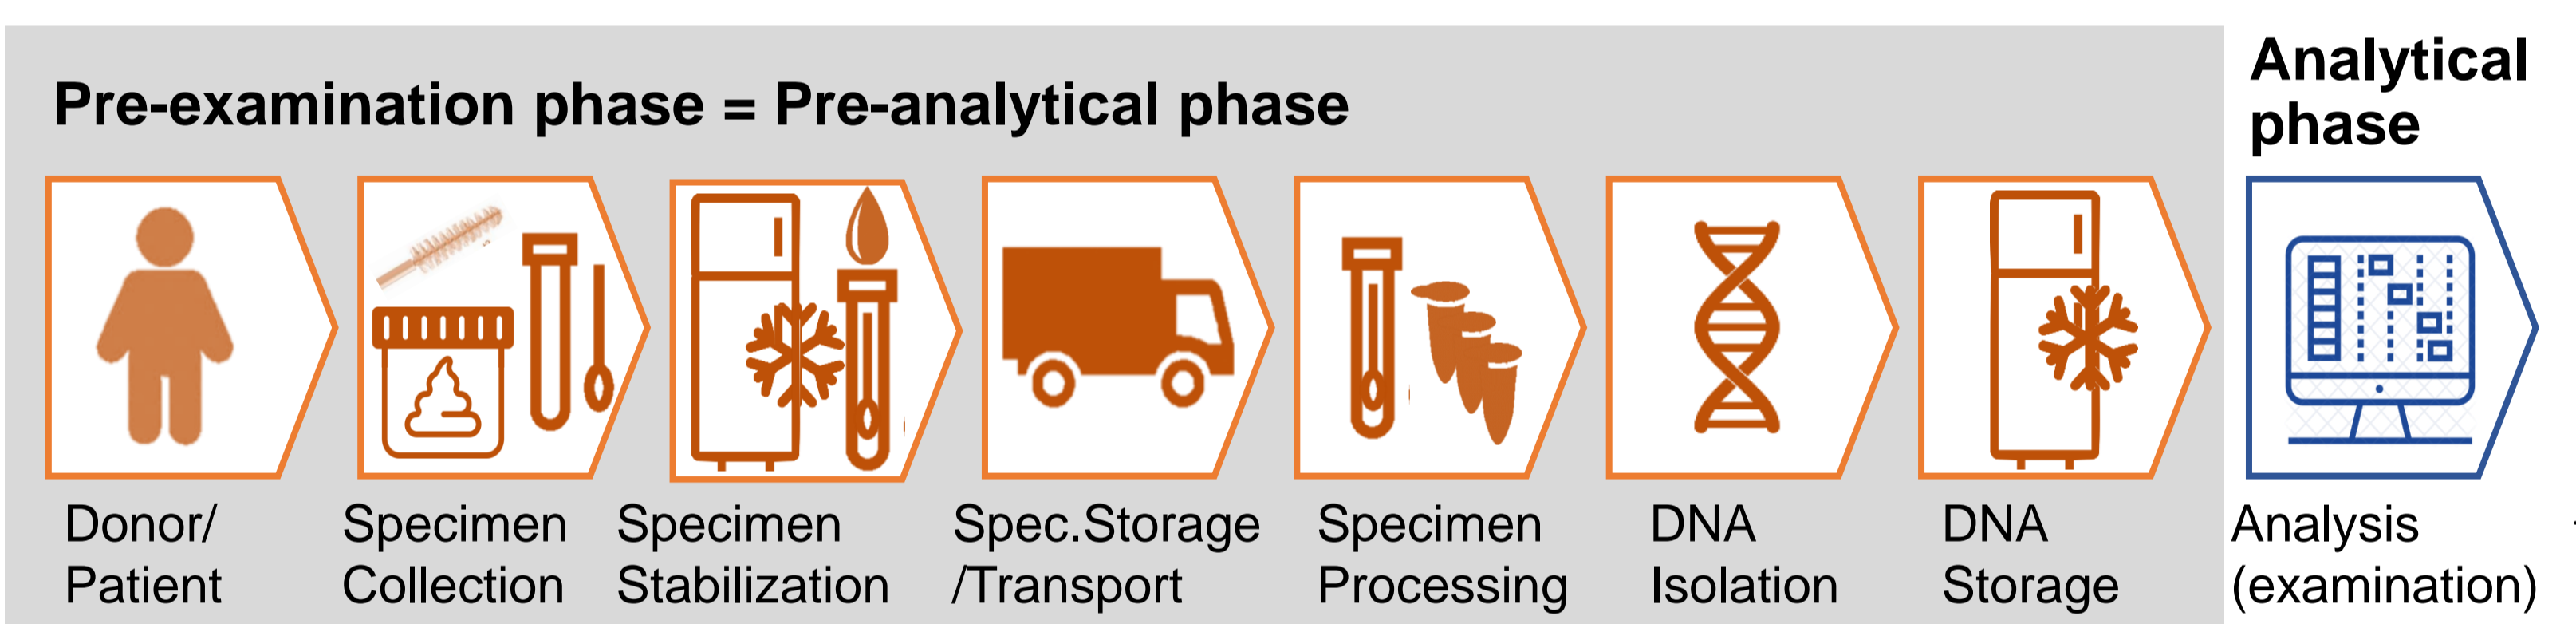 Pre-examination phase = Pre-analytical phase
Analytical
phase
Donor/
Patient
Specimen
Collection
Specimen
Stabilization
Spec.Storage
/Transport
Specimen
Processing
DNA
Isolation
DNA
Storage
Analysis
(examination)